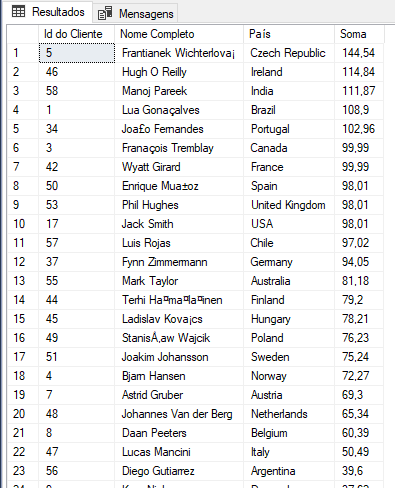 Resultados Mensagens
Id do Cliente Nome Completo País Soma
1 5 Frantianek Wichterlova¡ Czech Republic 144,54
2 46 Hugh O Reilly Ireland 114,84
3 58 Manoj Pareek India 111,87
4 1 Lua Gonaçalves Brazil 108,9
5 34 Joa£o Fernandes Portugal 102,96
6 3 Franaçois Tremblay Canada 99,99
7 42 Wyatt Girard France 99,99
8 50 Enrique Mua±oz Spain 98,01
9 53 Phil Hughes United Kingdom 98,01
10 17 Jack Smith USA 98,01
11 57 Luis Rojas Chile 97,02
12 37 Fynn Zimmermann Germany 94,05
13 55 Mark Taylor Australia 81,18
14 44 Terhi Ha¤ma¤la¤inen Finland 79,2
15 45 Ladislav Kova¡cs Hungary 78,21
16 49 StanisÅ‚aw Wajcik Poland 76,23
17 51 Joakim Johansson Sweden 75,24
18 4 Bjarn Hansen Norway 72,27
19 7 Astrid Gruber Austria 69,3
20 48 Johannes Van der Berg Netherlands 65,34
21 8 Daan Peeters Belgium 60,39
22 47 Lucas Mancini Italy 50,49
23 56 Diego Gutiarrez Argentina 39,6